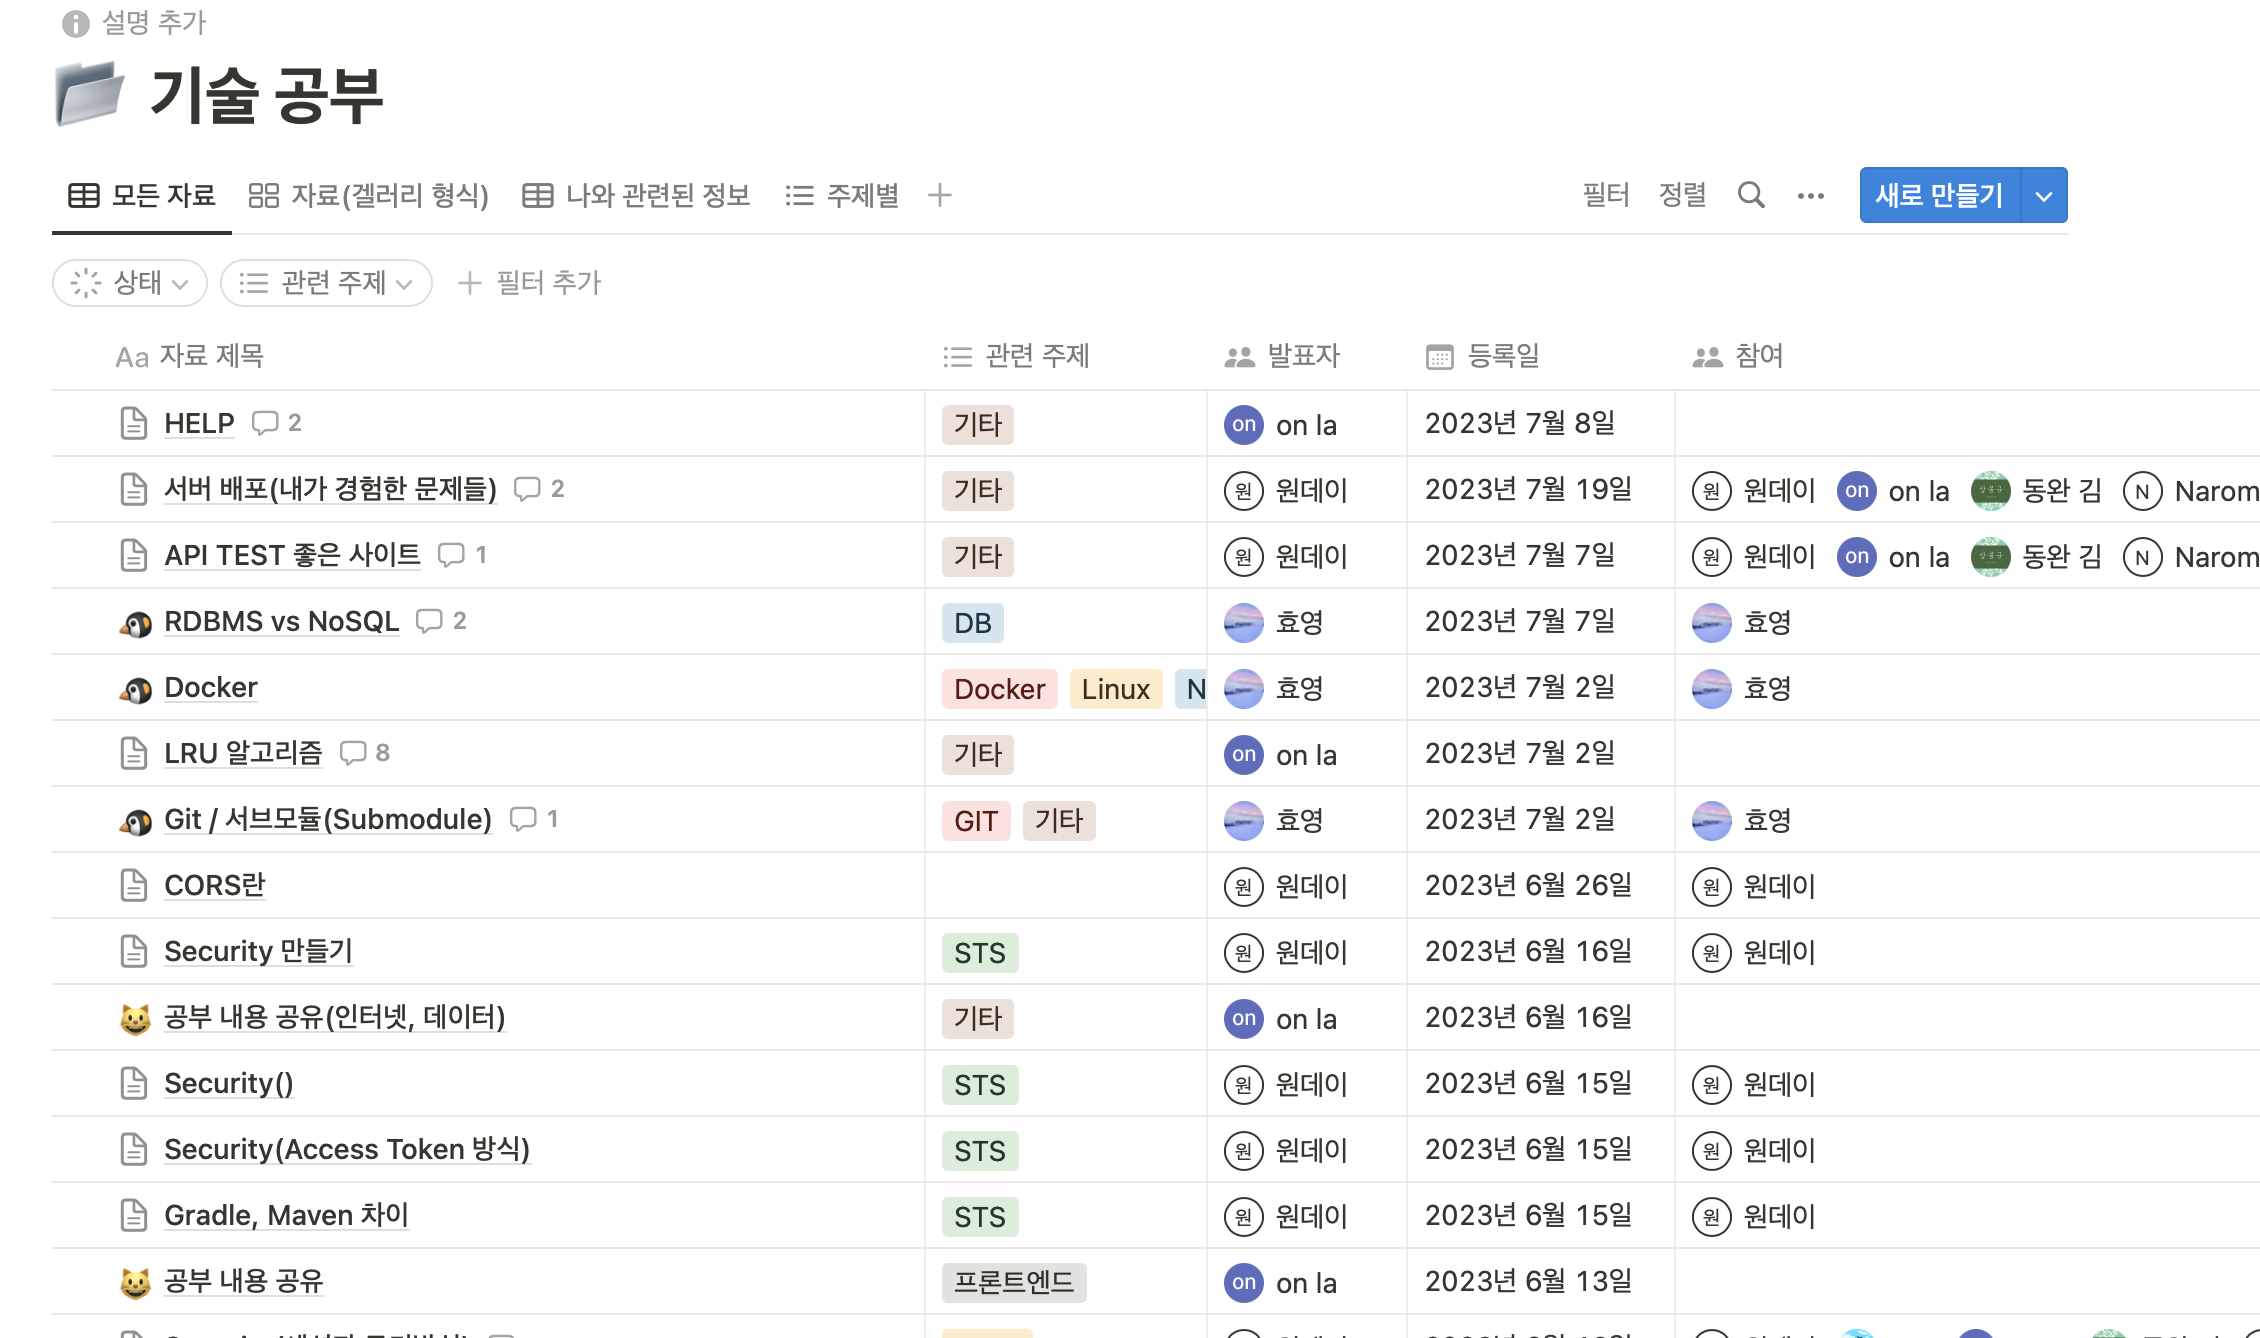 설명 추가
기술 공부
모든 자료 자료(겔러리 형식) 나와 관련된 정보 주제별
필터 정렬 새로 만들기
상태 관련 주제 필터 추가
Aa 자료 제목 관련 주제 발표자 등록일 참여
HELP 2 기타 on on la 2023년 7월 8일
서버 배포(내가 경험한 문제들) 2 기타 원 원데이 2023년 7월 19일 원 원데이 on on la 동완 김 N Narom
API TEST 좋은 사이트 1 기타 원 원데이 2023년 7월 7일 원 원데이 on on la 동완 김 N Narom
RDBMS vs NoSQL 2 DB 효영 2023년 7월 7일 효영
Docker Docker Linux N 효영 2023년 7월 2일 효영
LRU 알고리즘 8 기타 on on la 2023년 7월 2일
Git / 서브모듈(Submodule) 1 GIT 기타 효영 2023년 7월 2일 효영
CORS란 원 원데이 2023년 6월 26일 원 원데이
Security 만들기 STS 원 원데이 2023년 6월 16일 원 원데이
공부 내용 공유(인터넷, 데이터) 기타 on on la 2023년 6월 16일
Security() STS 원 원데이 2023년 6월 15일 원 원데이
Security(Access Token 방식) STS 원 원데이 2023년 6월 15일 원 원데이
Gradle, Maven 차이 STS 원 원데이 2023년 6월 15일 원 원데이
공부 내용 공유 프론트엔드 on on la 2023년 6월 13일